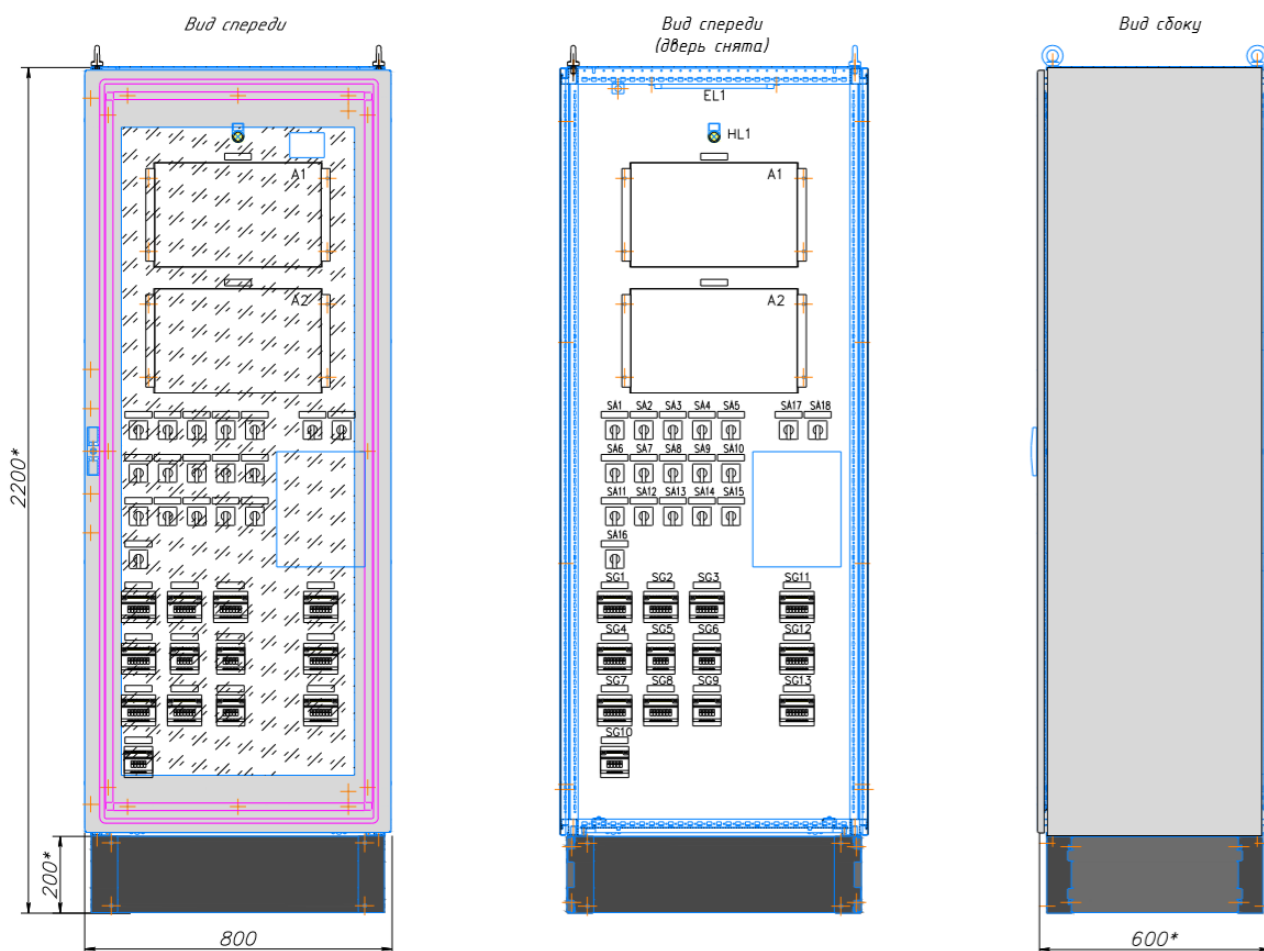 Вид спереди
Вид спереди
(дверь снята)
Вид сбоку
EL1
HL1
A1
A1
A2
A2
SA1 SA2 SA3 SA4 SA5 SA17 SA18
SA6 SA7 SA8 SA9 SA10
SA11 SA12 SA13 SA14 SA15
SA16
SG1 SG2 SG3 SG11
SG4 SG5 SG6 SG12
SG7 SG8 SG9 SG13
SG10
2200*
200*
800
600*